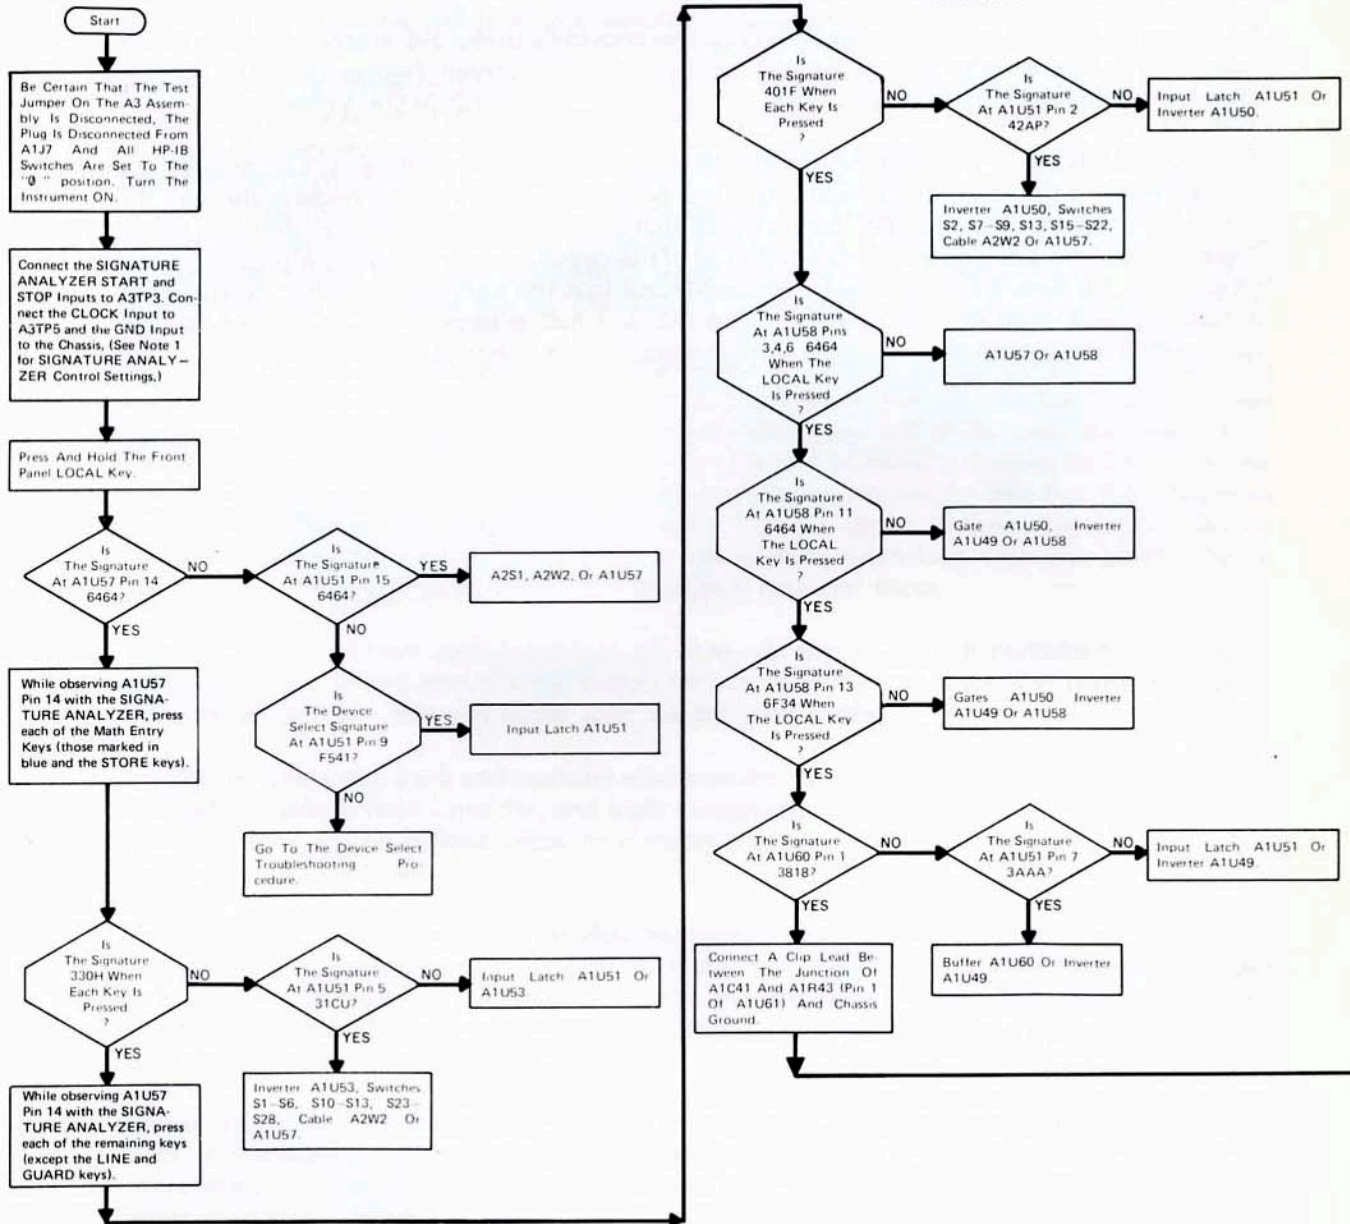 Start
Be Certain That: The Test
Jumper On The A3 Assem-
bly Is Disconnected, The
Plug Is Disconnected From
A1J7 And All HP-IB
Switches Are Set To The
"0" position. Turn The
Instrument ON.
Connect the SIGNATURE
ANALYZER START and
STOP Inputs to A3TP3. Con-
nect the CLOCK Input to
A3TP5 and the GND Input
to the Chassis. (See Note 1
for SIGNATURE ANALY-
ZER Control Settings.)
Press And Hold The Front
Panel LOCAL Key.
Is
The Signature
At A1U57 Pin 14
6464?
NO
YES
Is
The Signature
At A1U51 Pin 15
6464?
YES
NO
A2S1, A2W2, Or A1U57
Is
The Device
Select Signature
At A1U51 Pin 9
F541?
YES
NO
Input Latch A1U51
Go To The Device Select
Troubleshooting Pro-
cedure.
While observing A1U57
Pin 14 with the SIGNA-
TURE ANALYZER, press
each of the Math Entry
Keys (those marked in
blue and the STORE keys).
Is
The Signature
330H When
Each Key Is
Pressed
?
NO
YES
Is
The Signature
At A1U51 Pin 5
31CU?
NO
YES
Input Latch A1U51 Or
A1U53.
Inverter A1U53, Switches
S1–S6, S10–S13, S23–
S28, Cable A2W2 Or
A1U57.
While observing A1U57
Pin 14 with the SIGNA-
TURE ANALYZER, press
each of the remaining keys
(except the LINE and
GUARD keys).
Is
The Signature
401F When
Each Key Is
Pressed
?
NO
YES
Is
The Signature
At A1U51 Pin 2
42AP?
NO
YES
Input Latch A1U51 Or
Inverter A1U50.
Inverter A1U50, Switches
S2, S7–S9, S13, S15–S22,
Cable A2W2 Or A1U57.
Is
The Signature
At A1U58 Pins
3,4,6 6464
When The
LOCAL Key
Is Pressed
?
NO
YES
A1U57 Or A1U58
Is
The Signature
At A1U58 Pin 11
6464 When
The LOCAL
Key Is Pressed
?
NO
YES
Gate A1U50, Inverter
A1U49 Or A1U58
Is
The Signature
At A1U58 Pin 13
6F34 When
The LOCAL Key
Is Pressed
?
NO
YES
Gates A1U50 Inverter
A1U49 Or A1U58
Is
The Signature
At A1U60 Pin 1
3818?
NO
YES
Is
The Signature
At A1U51 Pin 7
3AAA?
NO
YES
Input Latch A1U51 Or
Inverter A1U49.
Buffer A1U60 Or Inverter
A1U49.
Connect A Clip Lead Be-
tween The Junction Of
A1C41 And A1R43 (Pin 1
Of A1U61) And Chassis
Ground.